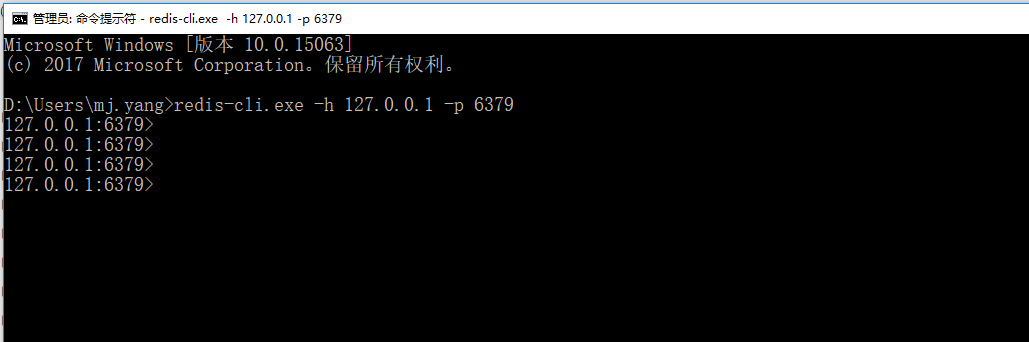 管理员: 命令提示符 - redis-cli.exe  -h 127.0.0.1 -p 6379
Microsoft Windows [版本 10.0.15063]
(c) 2017 Microsoft Corporation。保留所有权利。
D:\Users\mj.yang>redis-cli.exe -h 127.0.0.1 -p 6379
127.0.0.1:6379>
127.0.0.1:6379>
127.0.0.1:6379>
127.0.0.1:6379>